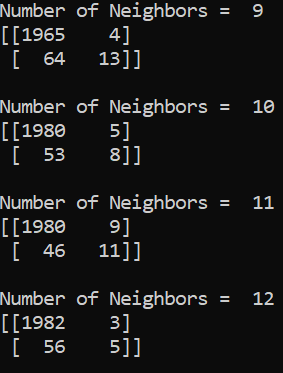 Number of Neighbors =  9
[[1965    4]
 [  64   13]]
Number of Neighbors =  10
[[1980    5]
 [  53    8]]
Number of Neighbors =  11
[[1980    9]
 [  46   11]]
Number of Neighbors =  12
[[1982    3]
 [  56    5]]